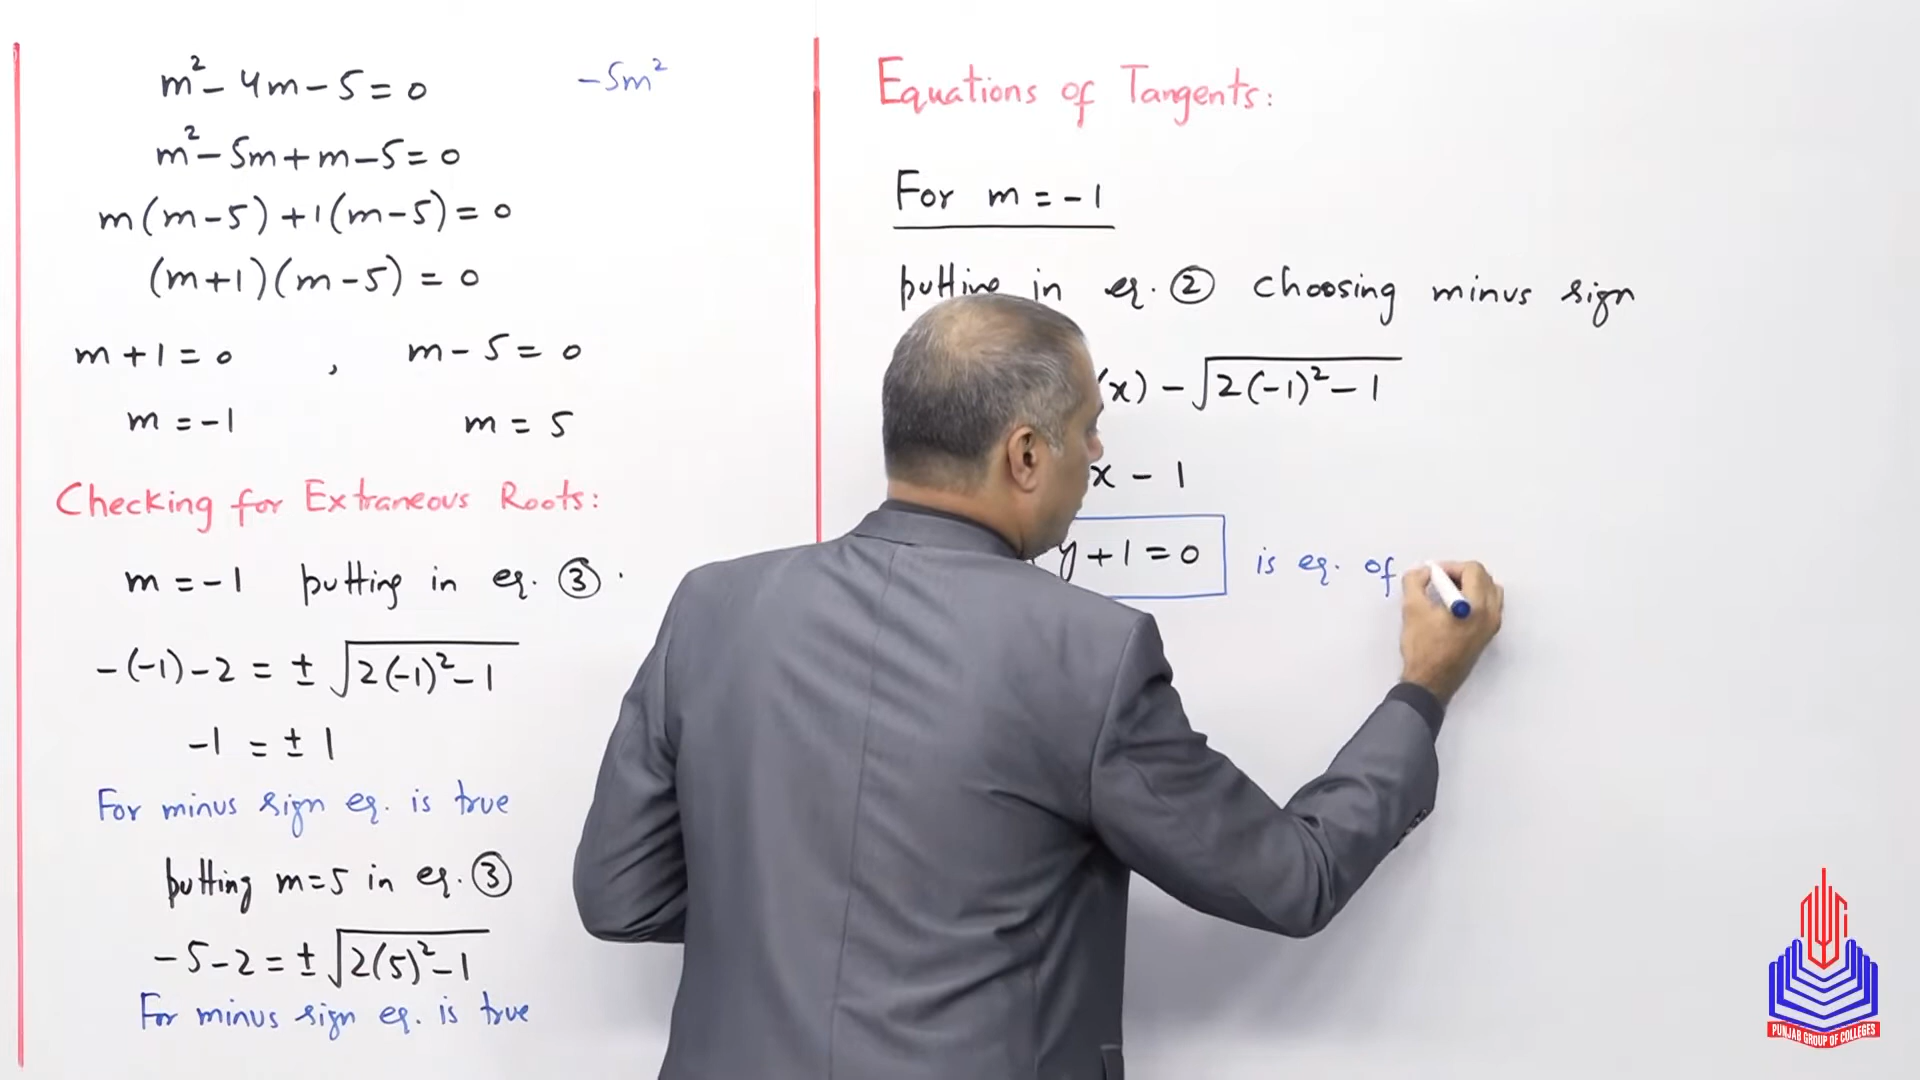 m² - 4m - 5 = 0
-5m²
m² - 5m + m - 5 = 0
m(m - 5) + 1(m - 5) = 0
(m + 1)(m - 5) = 0
m + 1 = 0 , m - 5 = 0
m = -1 m = 5
Checking for Extraneous Roots:
m = -1 putting in eq. ③ .
-(-1) - 2 = ± √(2(-1)² - 1)
-1 = ± 1
For minus sign eq. is true
putting m = 5 in eq. ③
-5 - 2 = ± √(2(5)² - 1)
For minus sign eq. is true
Equations of Tangents:
For m = -1
putting in eq. ② choosing minus sign
(x) - √(2(-1)² - 1)
x - 1
y + 1 = 0 is eq. of
PUNJAB GROUP OF COLLEGES